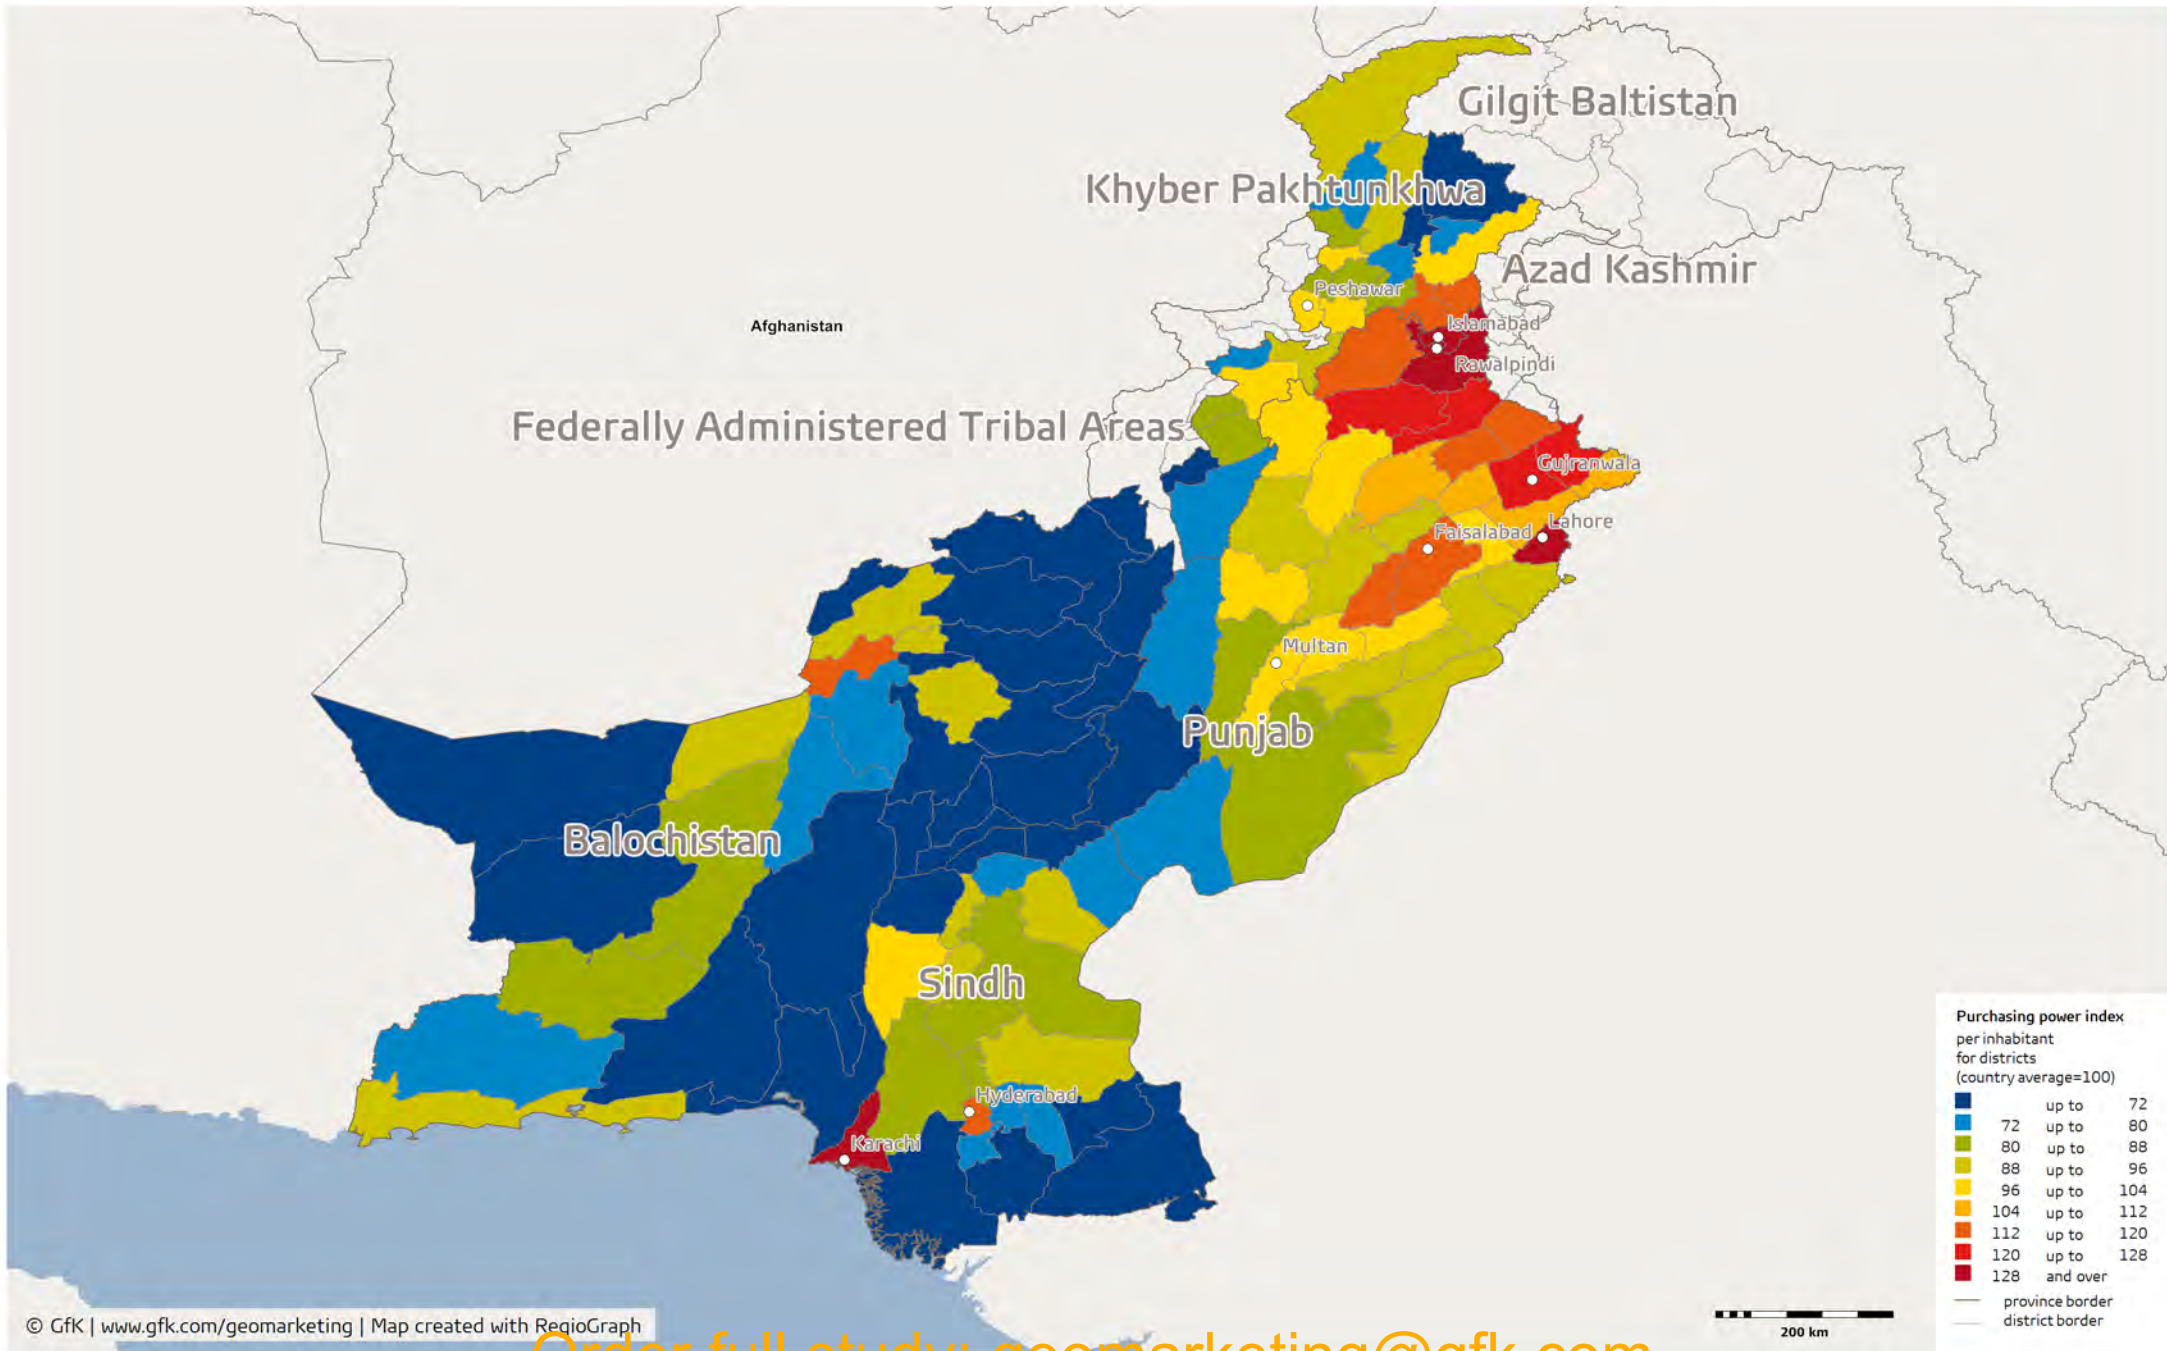 Gilgit Baltistan
Khyber Pakhtunkhwa
Azad Kashmir
Peshawar
Afghanistan
Islamabad
Rawalpindi
Federally Administered Tribal Areas
Gujranwala
Lahore
Faisalabad
Multan
Punjab
Balochistan
Sindh
Hyderabad
Karachi
Purchasing power index
per inhabitant
for districts
(country average=100)
up to 72
72 up to 80
80 up to 88
88 up to 96
96 up to 104
104 up to 112
112 up to 120
120 up to 128
128 and over
province border
district border
200 km
© GfK | www.gfk.com/geomarketing | Map created with RegioGraph
Order full study: geomarketing@gfk.com